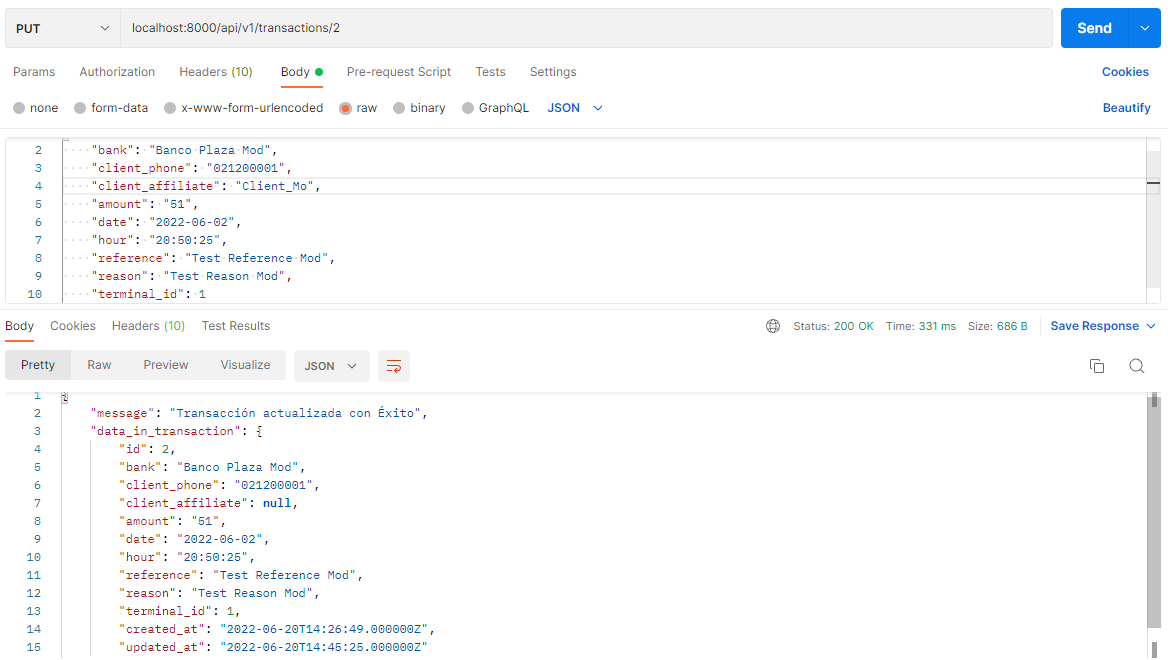 PUT localhost:8000/api/v1/transactions/2 Send
Params Authorization Headers (10) Body Pre-request Script Tests Settings Cookies
none form-data x-www-form-urlencoded raw binary GraphQL JSON Beautify
2 "bank": "Banco Plaza Mod",
3 "client_phone": "021200001",
4 "client_affiliate": "Client_Mo",
5 "amount": "51",
6 "date": "2022-06-02",
7 "hour": "20:50:25",
8 "reference": "Test Reference Mod",
9 "reason": "Test Reason Mod",
10 "terminal_id": 1
Body Cookies Headers (10) Test Results Status: 200 OK Time: 331 ms Size: 686 B Save Response
Pretty Raw Preview Visualize JSON
1 {
2 "message": "Transacción actualizada con Éxito",
3 "data_in_transaction": {
4 "id": 2,
5 "bank": "Banco Plaza Mod",
6 "client_phone": "021200001",
7 "client_affiliate": null,
8 "amount": "51",
9 "date": "2022-06-02",
10 "hour": "20:50:25",
11 "reference": "Test Reference Mod",
12 "reason": "Test Reason Mod",
13 "terminal_id": 1,
14 "created_at": "2022-06-20T14:26:49.000000Z",
15 "updated_at": "2022-06-20T14:45:25.000000Z"